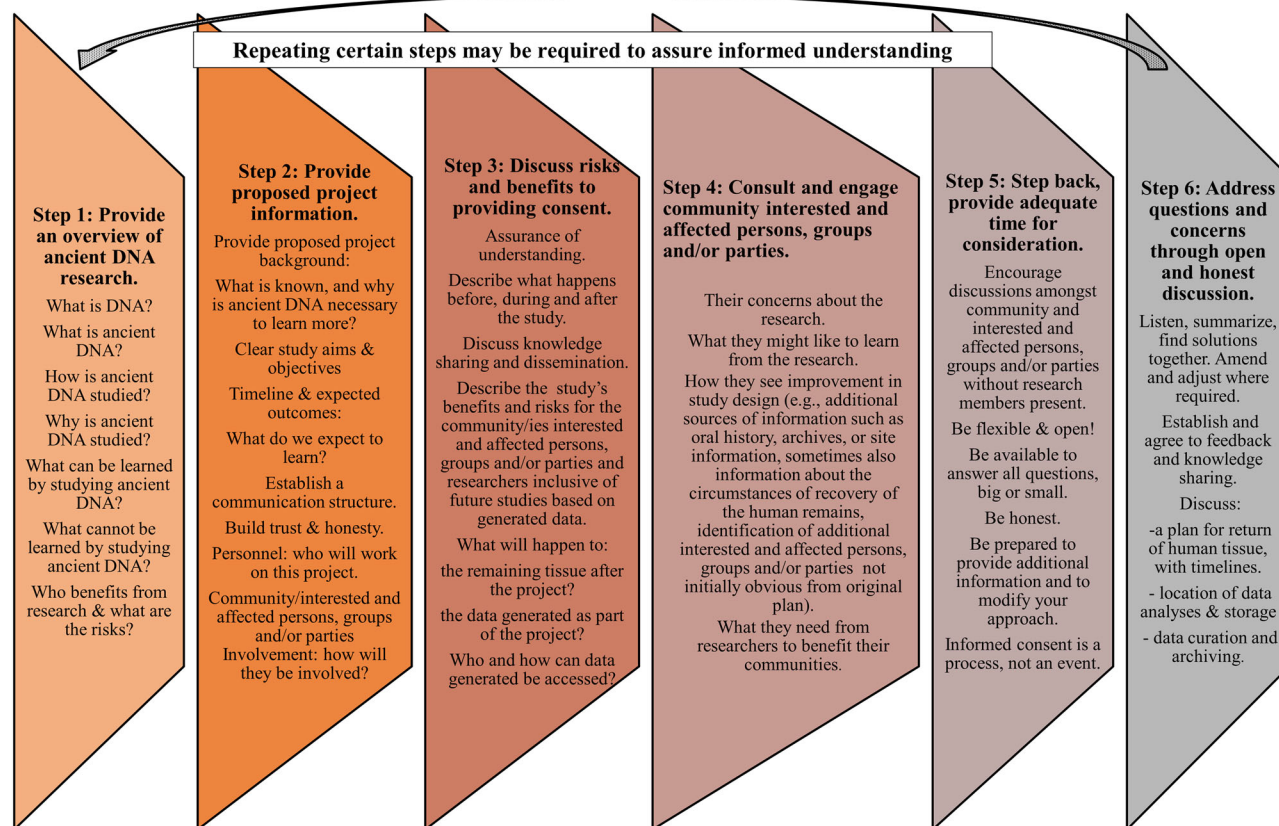 Repeating certain steps may be required to assure informed understanding
Step 1: Provide
an overview of
ancient DNA
research.
What is DNA?
What is ancient
DNA?
How is ancient
DNA studied?
Why is ancient
DNA studied?
What can be learned
by studying ancient
DNA?
What cannot be
learned by studying
ancient DNA?
Who benefits from
research & what are
the risks?
Step 2: Provide
proposed project
information.
Provide proposed project
background:
What is known, and why
is ancient DNA necessary
to learn more?
Clear study aims &
objectives
Timeline & expected
outcomes:
What do we expect to
learn?
Establish a
communication structure.
Build trust & honesty.
Personnel: who will work
on this project.
Community/interested and
affected persons, groups
and/or parties
Involvement: how will
they be involved?
Step 3: Discuss risks
and benefits to
providing consent.
Assurance of
understanding.
Describe what happens
before, during and after
the study.
Discuss knowledge
sharing and dissemination.
Describe the study's
benefits and risks for the
community/ies interested
and affected persons,
groups and/or parties and
researchers inclusive of
future studies based on
generated data.
What will happen to:
the remaining tissue after
the project?
the data generated as part
of the project?
Who and how can data
generated be accessed?
Step 4: Consult and engage
community interested and
affected persons, groups
and/or parties.
Their concerns about the
research.
What they might like to learn
from the research.
How they see improvement in
study design (e.g., additional
sources of information such as
oral history, archives, or site
information, sometimes also
information about the
circumstances of recovery of
the human remains,
identification of additional
interested and affected persons,
groups and/or parties not
initially obvious from original
plan).
What they need from
researchers to benefit their
communities.
Step 5: Step back,
provide adequate
time for
consideration.
Encourage
discussions amongst
community and
interested and
affected persons,
groups and/or parties
without research
members present.
Be flexible & open!
Be available to
answer all questions,
big or small.
Be honest.
Be prepared to
provide additional
information and to
modify your
approach.
Informed consent is a
process, not an event.
Step 6: Address
questions and
concerns
through open
and honest
discussion.
Listen, summarize,
find solutions
together. Amend
and adjust where
required.
Establish and
agree to feedback
and knowledge
sharing.
Discuss:
-a plan for return
of human tissue,
with timelines.
- location of data
analyses & storage
- data curation and
archiving.